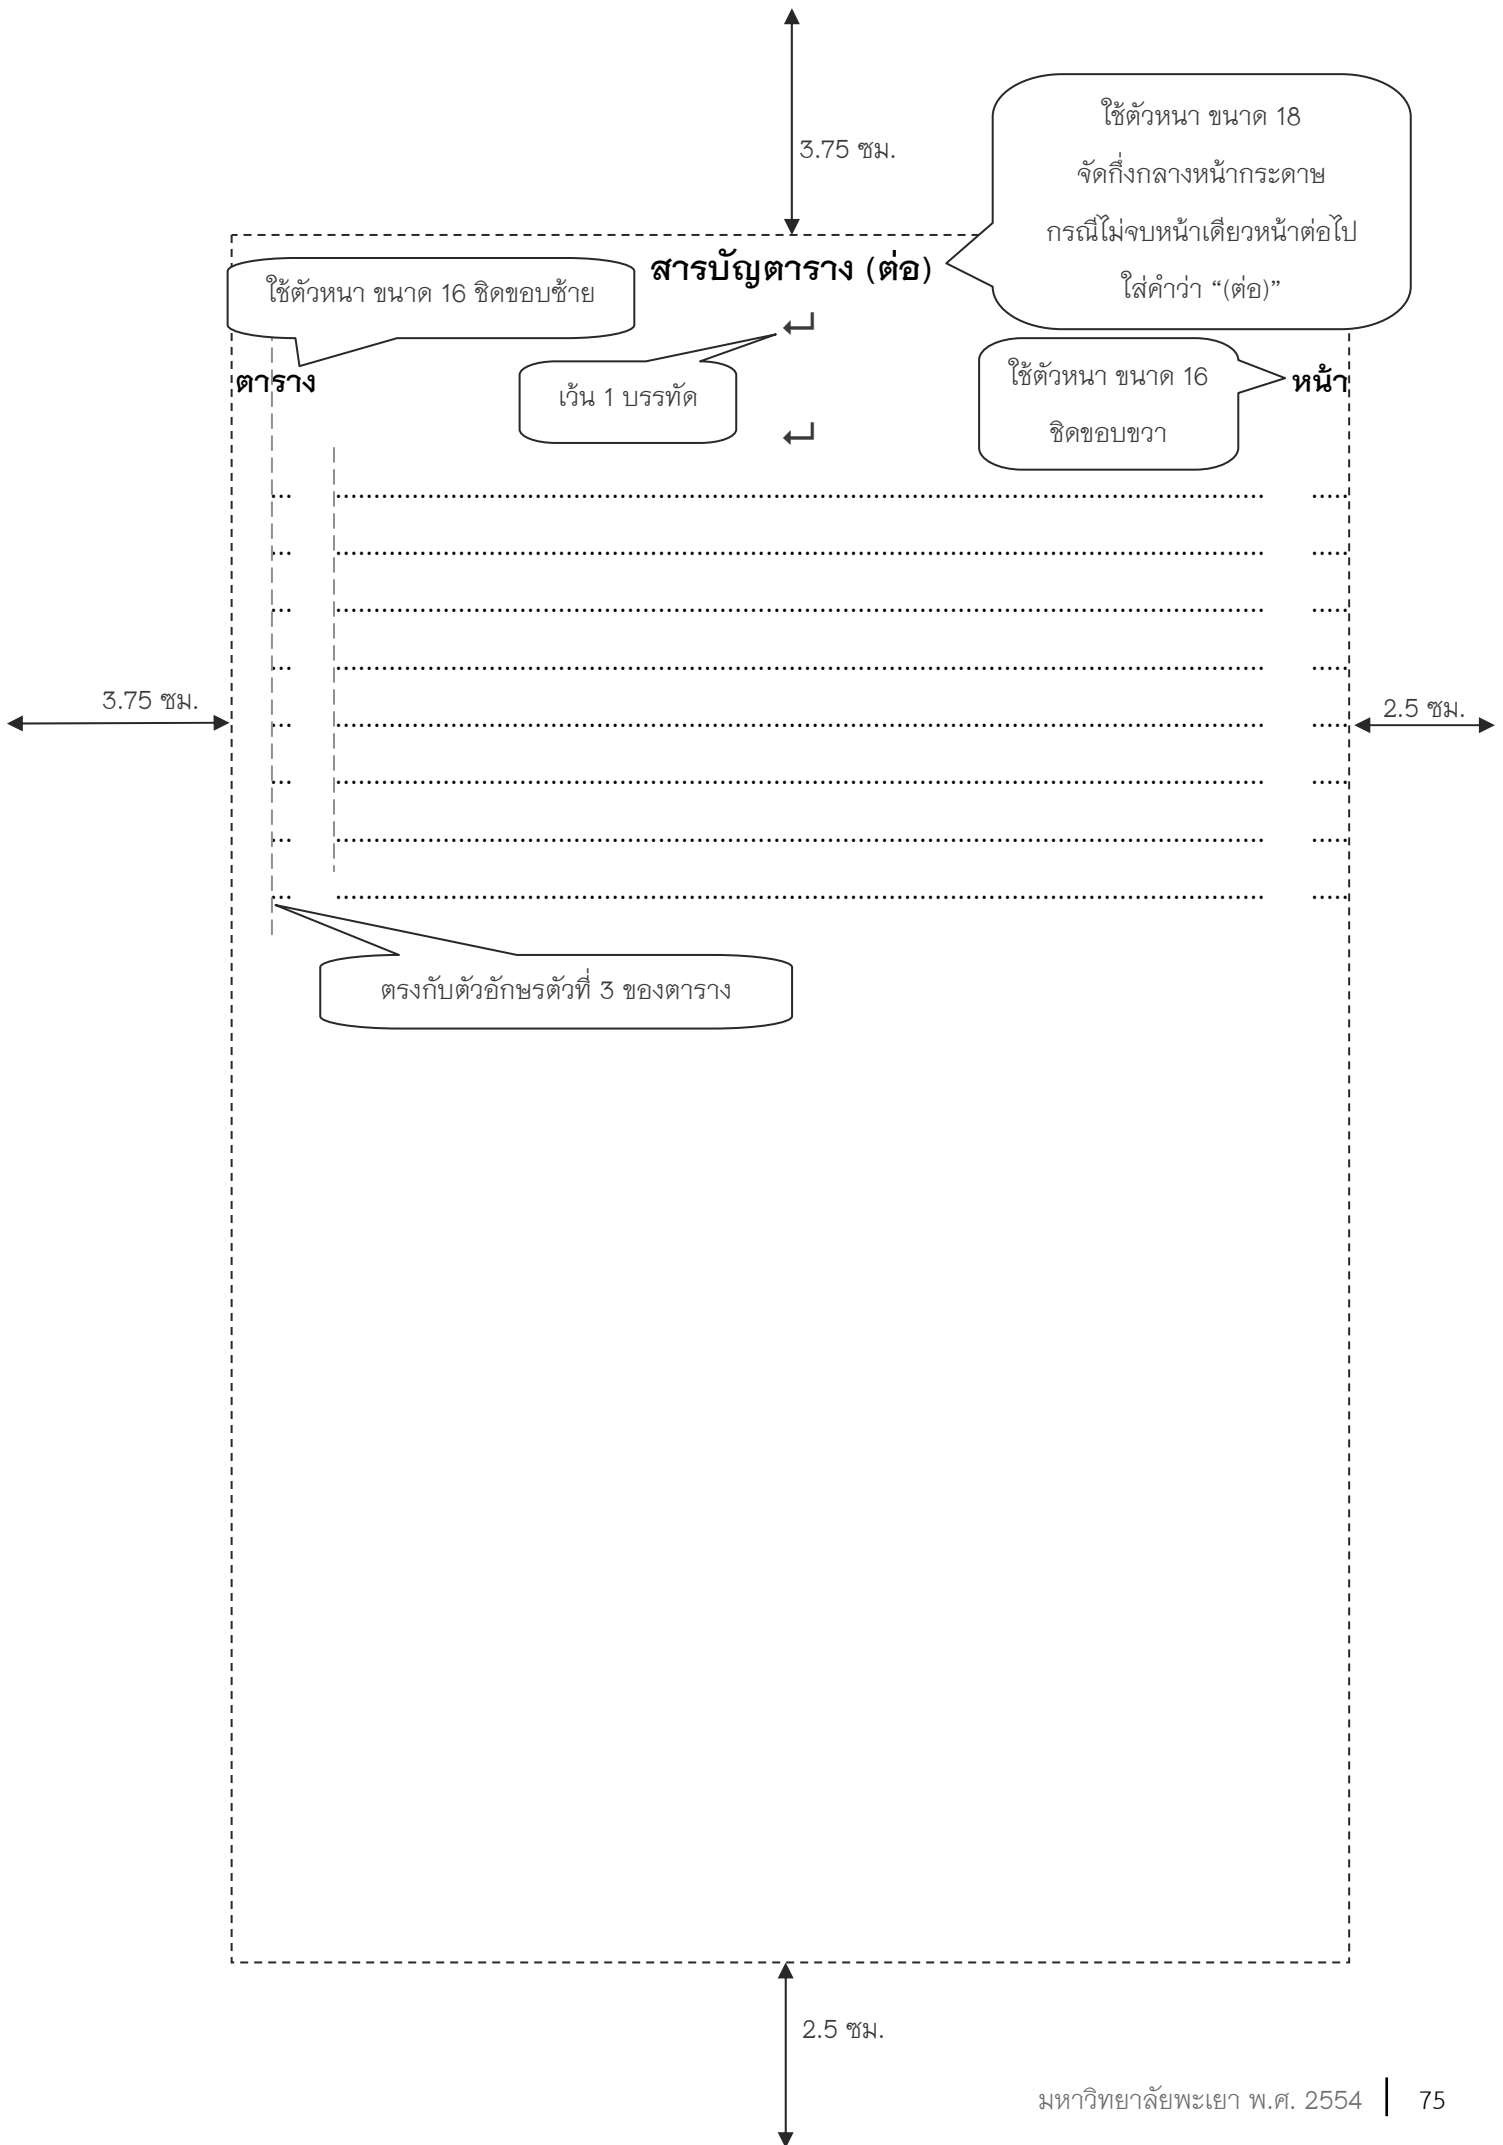 3.75 ซม.
ใช้ตัวหนา ขนาด 18
จัดกึ่งกลางหน้ากระดาษ
กรณีไม่จบหน้าเดียวหน้าต่อไป
ใส่คำว่า “(ต่อ)”
สารบัญตาราง (ต่อ)
ใช้ตัวหนา ขนาด 16 ชิดขอบซ้าย
ตาราง
เว้น 1 บรรทัด
ใช้ตัวหนา ขนาด 16
ชิดขอบขวา
หน้า
... .......................................................................................................................... .....
... .......................................................................................................................... .....
... .......................................................................................................................... .....
... .......................................................................................................................... .....
3.75 ซม.
2.5 ซม.
... .......................................................................................................................... .....
... .......................................................................................................................... .....
... .......................................................................................................................... .....
... .......................................................................................................................... .....
ตรงกับตัวอักษรตัวที่ 3 ของตาราง
2.5 ซม.
มหาวิทยาลัยพะเยา พ.ศ. 2554 | 75